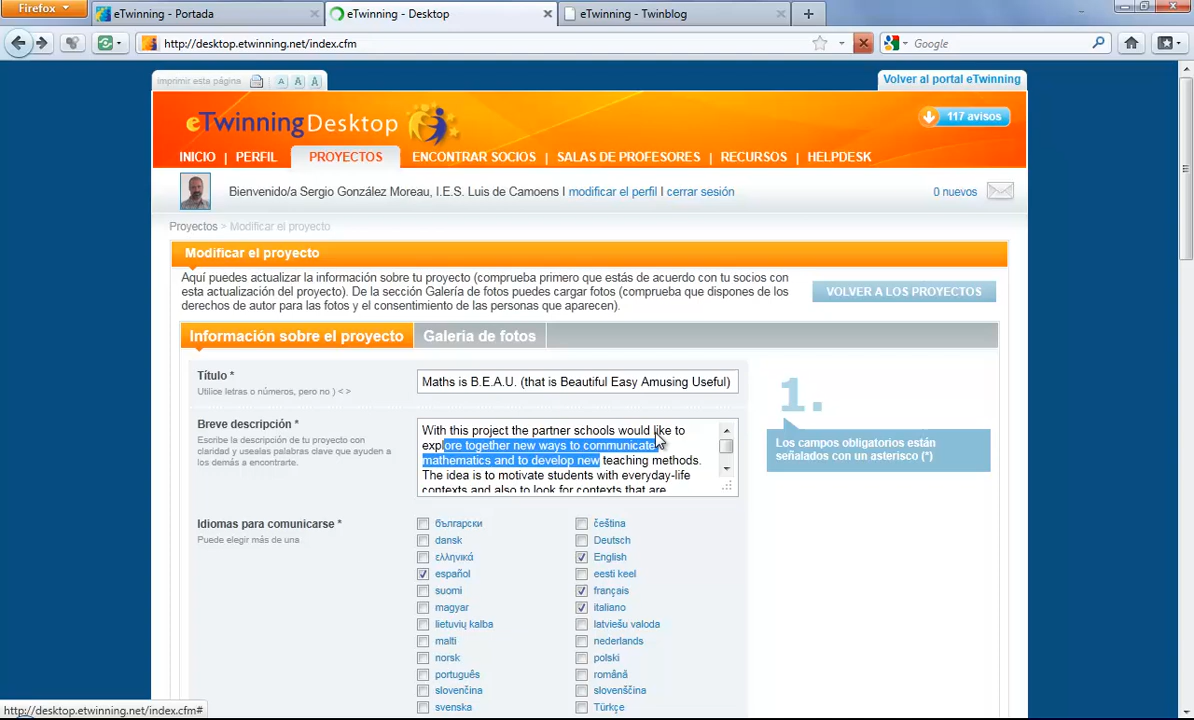 Firefox
eTwinning - Portada
eTwinning - Desktop
eTwinning - Twinblog
http://desktop.etwinning.net/index.cfm
Google
imprimir esta página
A A A
Volver al portal eTwinning
eTwinning Desktop
117 avisos
INICIO | PERFIL PROYECTOS ENCONTRAR SOCIOS | SALAS DE PROFESORES | RECURSOS | HELPDESK
Bienvenido/a Sergio González Moreau, I.E.S. Luis de Camoens I modificar el perfil I cerrar sesión
0 nuevos
Proyectos > Modificar el proyecto
Modificar el proyecto
Aquí puedes actualizar la información sobre tu proyecto (comprueba primero que estás de acuerdo con tu socios con
esta actualización del proyecto). De la sección Galería de fotos puedes cargar fotos (comprueba que dispones de los
derechos de autor para las fotos y el consentimiento de las personas que aparecen).
VOLVER A LOS PROYECTOS
Información sobre el proyecto
Galería de fotos
Título *
Utilice letras o números, pero no ) < >
Maths is B.E.A.U. (that is Beautiful Easy Amusing Useful)
1.
Los campos obligatorios están
señalados con un asterisco (*)
Breve descripción *
Escribe la descripción de tu proyecto con
claridad y usealas palabras clave que ayuden a
los demás a encontrarte.
With this project the partner schools would like to
explore together new ways to communicate
mathematics and to develop new teaching methods.
The idea is to motivate students with everyday-life
contexts and also to look for contexts that are
Idiomas para comunicarse *
Puede elegir más de una
български
čeština
dansk
Deutsch
ελληνικά
English
español
eesti keel
suomi
français
magyar
italiano
lietuvių kalba
latviešu valoda
malti
nederlands
norsk
polski
português
română
slovenčina
slovenščina
svenska
Türkçe
http://desktop.etwinning.net/index.cfm#